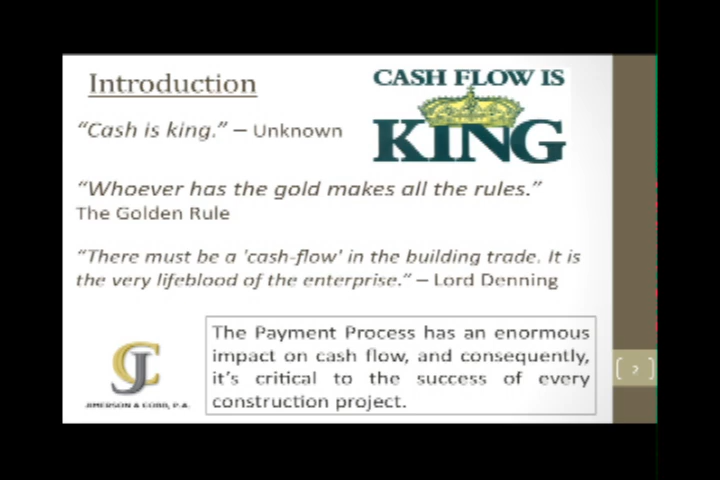 Introduction
CASH FLOW IS
KING
“Cash is king.” – Unknown
“Whoever has the gold makes all the rules.”
The Golden Rule
“There must be a 'cash-flow' in the building trade. It is
the very lifeblood of the enterprise.” – Lord Denning
The Payment Process has an enormous
impact on cash flow, and consequently,
it’s critical to the success of every
construction project.
JIMERSON & COBB, P.A.
2